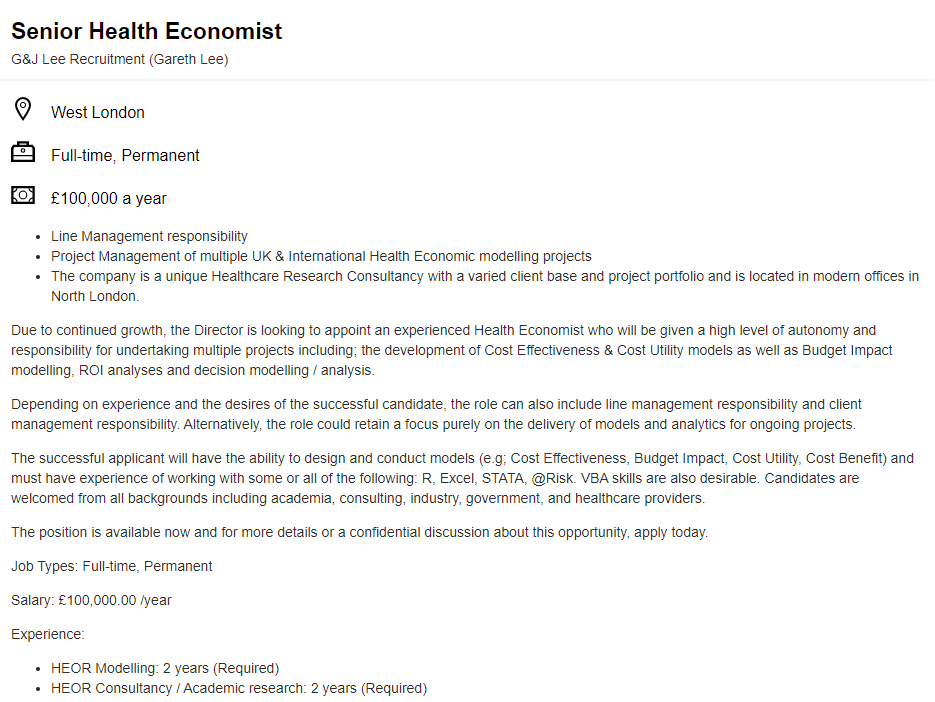 Senior Health Economist
G&J Lee Recruitment (Gareth Lee)
West London
Full-time, Permanent
£100,000 a year
• Line Management responsibility
• Project Management of multiple UK & International Health Economic modelling projects
• The company is a unique Healthcare Research Consultancy with a varied client base and project portfolio and is located in modern offices in
North London.
Due to continued growth, the Director is looking to appoint an experienced Health Economist who will be given a high level of autonomy and
responsibility for undertaking multiple projects including; the development of Cost Effectiveness & Cost Utility models as well as Budget Impact
modelling, ROI analyses and decision modelling / analysis.
Depending on experience and the desires of the successful candidate, the role can also include line management responsibility and client
management responsibility. Alternatively, the role could retain a focus purely on the delivery of models and analytics for ongoing projects.
The successful applicant will have the ability to design and conduct models (e.g; Cost Effectiveness, Budget Impact, Cost Utility, Cost Benefit) and
must have experience of working with some or all of the following: R, Excel, STATA, @Risk. VBA skills are also desirable. Candidates are
welcomed from all backgrounds including academia, consulting, industry, government, and healthcare providers.
The position is available now and for more details or a confidential discussion about this opportunity, apply today.
Job Types: Full-time, Permanent
Salary: £100,000.00 /year
Experience:
• HEOR Modelling: 2 years (Required)
• HEOR Consultancy / Academic research: 2 years (Required)